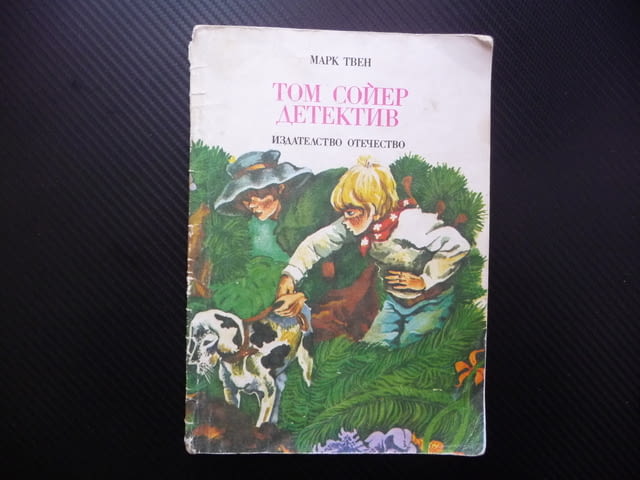 МАРК ТВЕН
ТОМ СОЙЕР
ДЕТЕКТИВ
ИЗДАТЕЛСТВО ОТЕЧЕСТВО